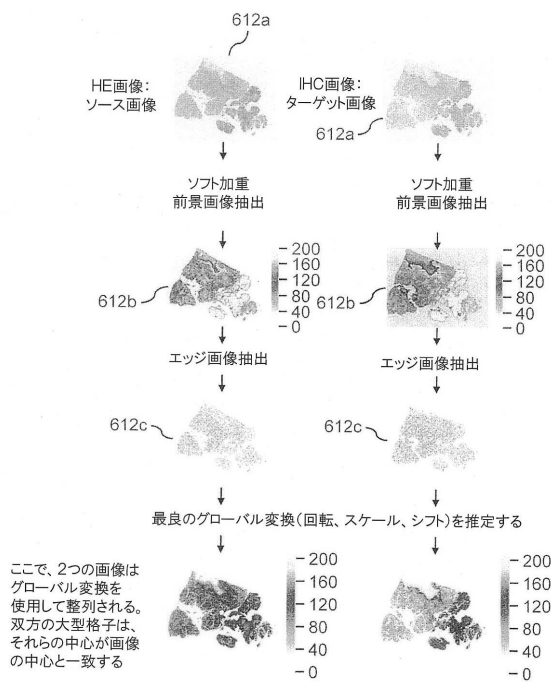 612a
HE画像：
ソース画像
IHC画像：
ターゲット画像
612a
ソフト加重
前景画像抽出
ソフト加重
前景画像抽出
200
160
120
80
40
0
612b
200
160
120
80
40
0
612b
エッジ画像抽出
エッジ画像抽出
612c
612c
最良のグローバル変換（回転、スケール、シフト）を推定する
ここで、2つの画像は
グローバル変換を
使用して整列される。
双方の大型格子は、
それらの中心が画像
の中心と一致する
200
160
120
80
40
0
200
160
120
80
40
0